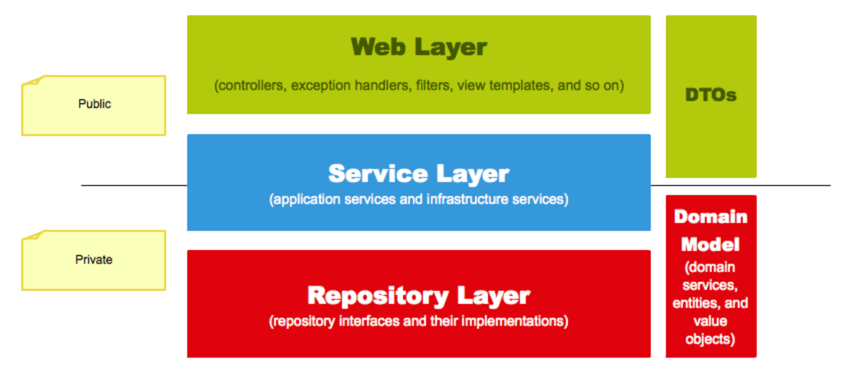 Web Layer
(controllers, exception handlers, filters, view templates, and so on)
DTOs
Public
Service Layer
(application services and infrastructure services)
Domain
Model
(domain
services,
entities, and
value
objects)
Private
Repository Layer
(repository interfaces and their implementations)